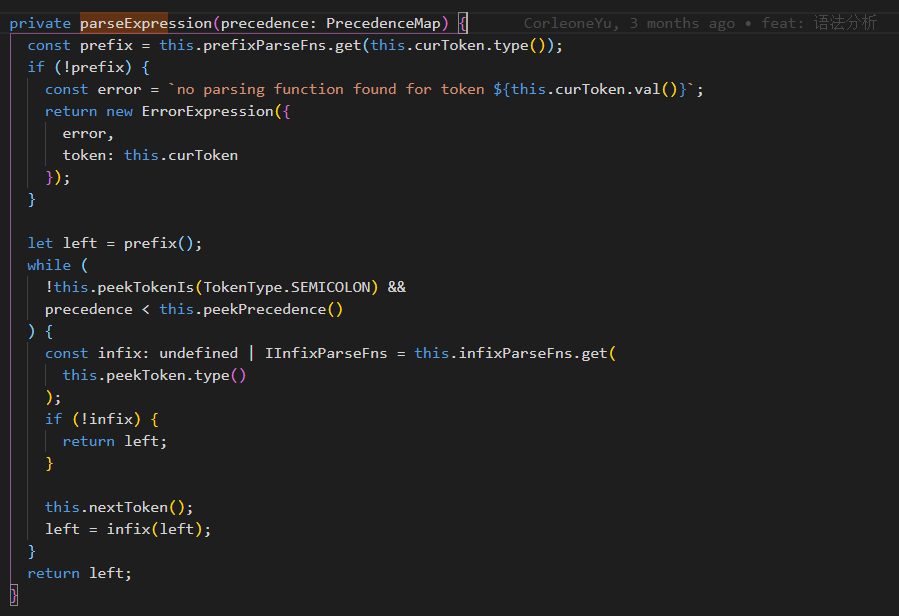 private parseExpression(precedence: PrecedenceMap) { CorleoneYu, 3 months ago • feat: 语法分析
  const prefix = this.prefixParseFns.get(this.curToken.type());
  if (!prefix) {
    const error = `no parsing function found for token ${this.curToken.val()}`;
    return new ErrorExpression({
      error,
      token: this.curToken
    });
  }

  let left = prefix();
  while (
    !this.peekTokenIs(TokenType.SEMICOLON) &&
    precedence < this.peekPrecedence()
  ) {
    const infix: undefined | IInfixParseFns = this.infixParseFns.get(
      this.peekToken.type()
    );
    if (!infix) {
      return left;
    }

    this.nextToken();
    left = infix(left);
  }
  return left;
}